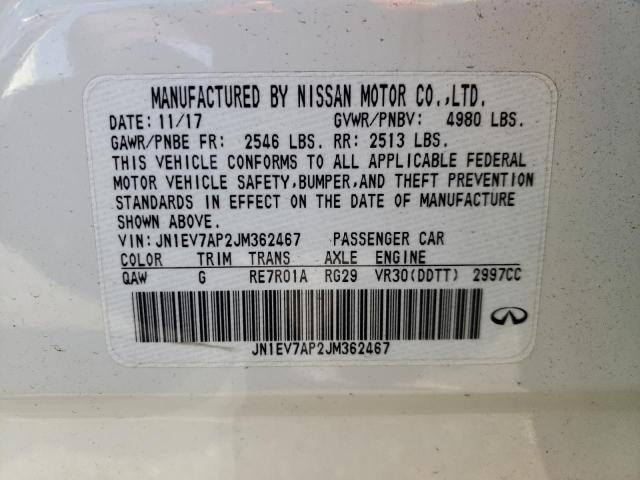 MANUFACTURED BY NISSAN MOTOR CO.,LTD.
DATE: 11/17 GVWR/PNBV: 4980 LBS.
GAWR/PNBE FR: 2546 LBS. RR: 2513 LBS.
THIS VEHICLE CONFORMS TO ALL APPLICABLE FEDERAL
MOTOR VEHICLE SAFETY,BUMPER,AND THEFT PREVENTION
STANDARDS IN EFFECT ON THE DATE OF MANUFACTURE
SHOWN ABOVE.
VIN: JN1EV7AP2JM362467 PASSENGER CAR
COLOR TRIM TRANS AXLE ENGINE
QAW G RE7R01A RG29 VR30(DDTT) 2997CC
JN1EV7AP2JM362467